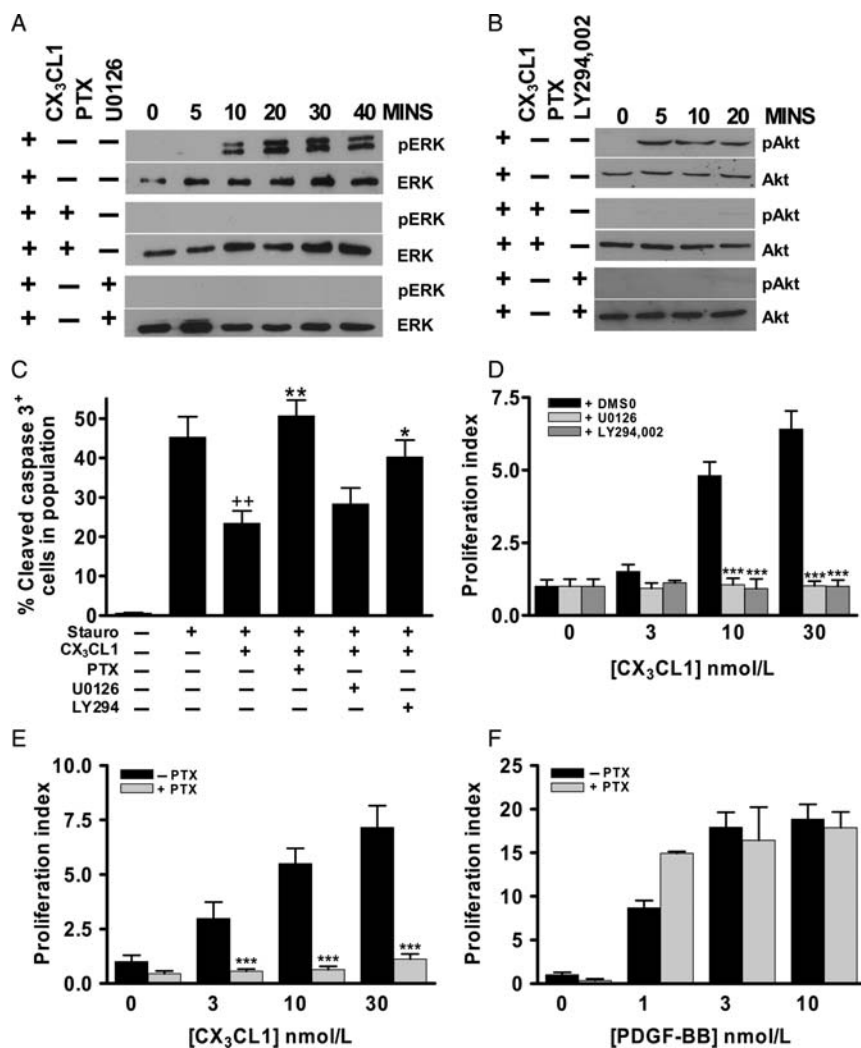 A
CX3CL1
PTX
U0126
0 5 10 20 30 40 MINS
+ – – pERK
+ – – ERK
+ + – pERK
+ + – ERK
+ – + pERK
+ – + ERK
B
CX3CL1
PTX
LY294,002
0 5 10 20 MINS
+ – – pAkt
+ – – Akt
+ + – pAkt
+ + – Akt
+ – + pAkt
+ – + Akt
C
% Cleaved caspase 3+
cells in population
50
40
30
20
10
0
++
**
*
Stauro – + + + + +
CX3CL1 – – + + + +
PTX – – – + – –
U0126 – – – – + –
LY294 – – – – – +
D
Proliferation index
7.5
5.0
2.5
0.0
+ DMS0
+ U0126
+ LY294,002
*** ***
*** ***
0 3 10 30
[CX3CL1] nmol/L
E
Proliferation index
10.0
7.5
5.0
2.5
0.0
– PTX
+ PTX
*** *** ***
0 3 10 30
[CX3CL1] nmol/L
F
Proliferation index
25
20
15
10
5
0
– PTX
+ PTX
0 1 3 10
[PDGF-BB] nmol/L